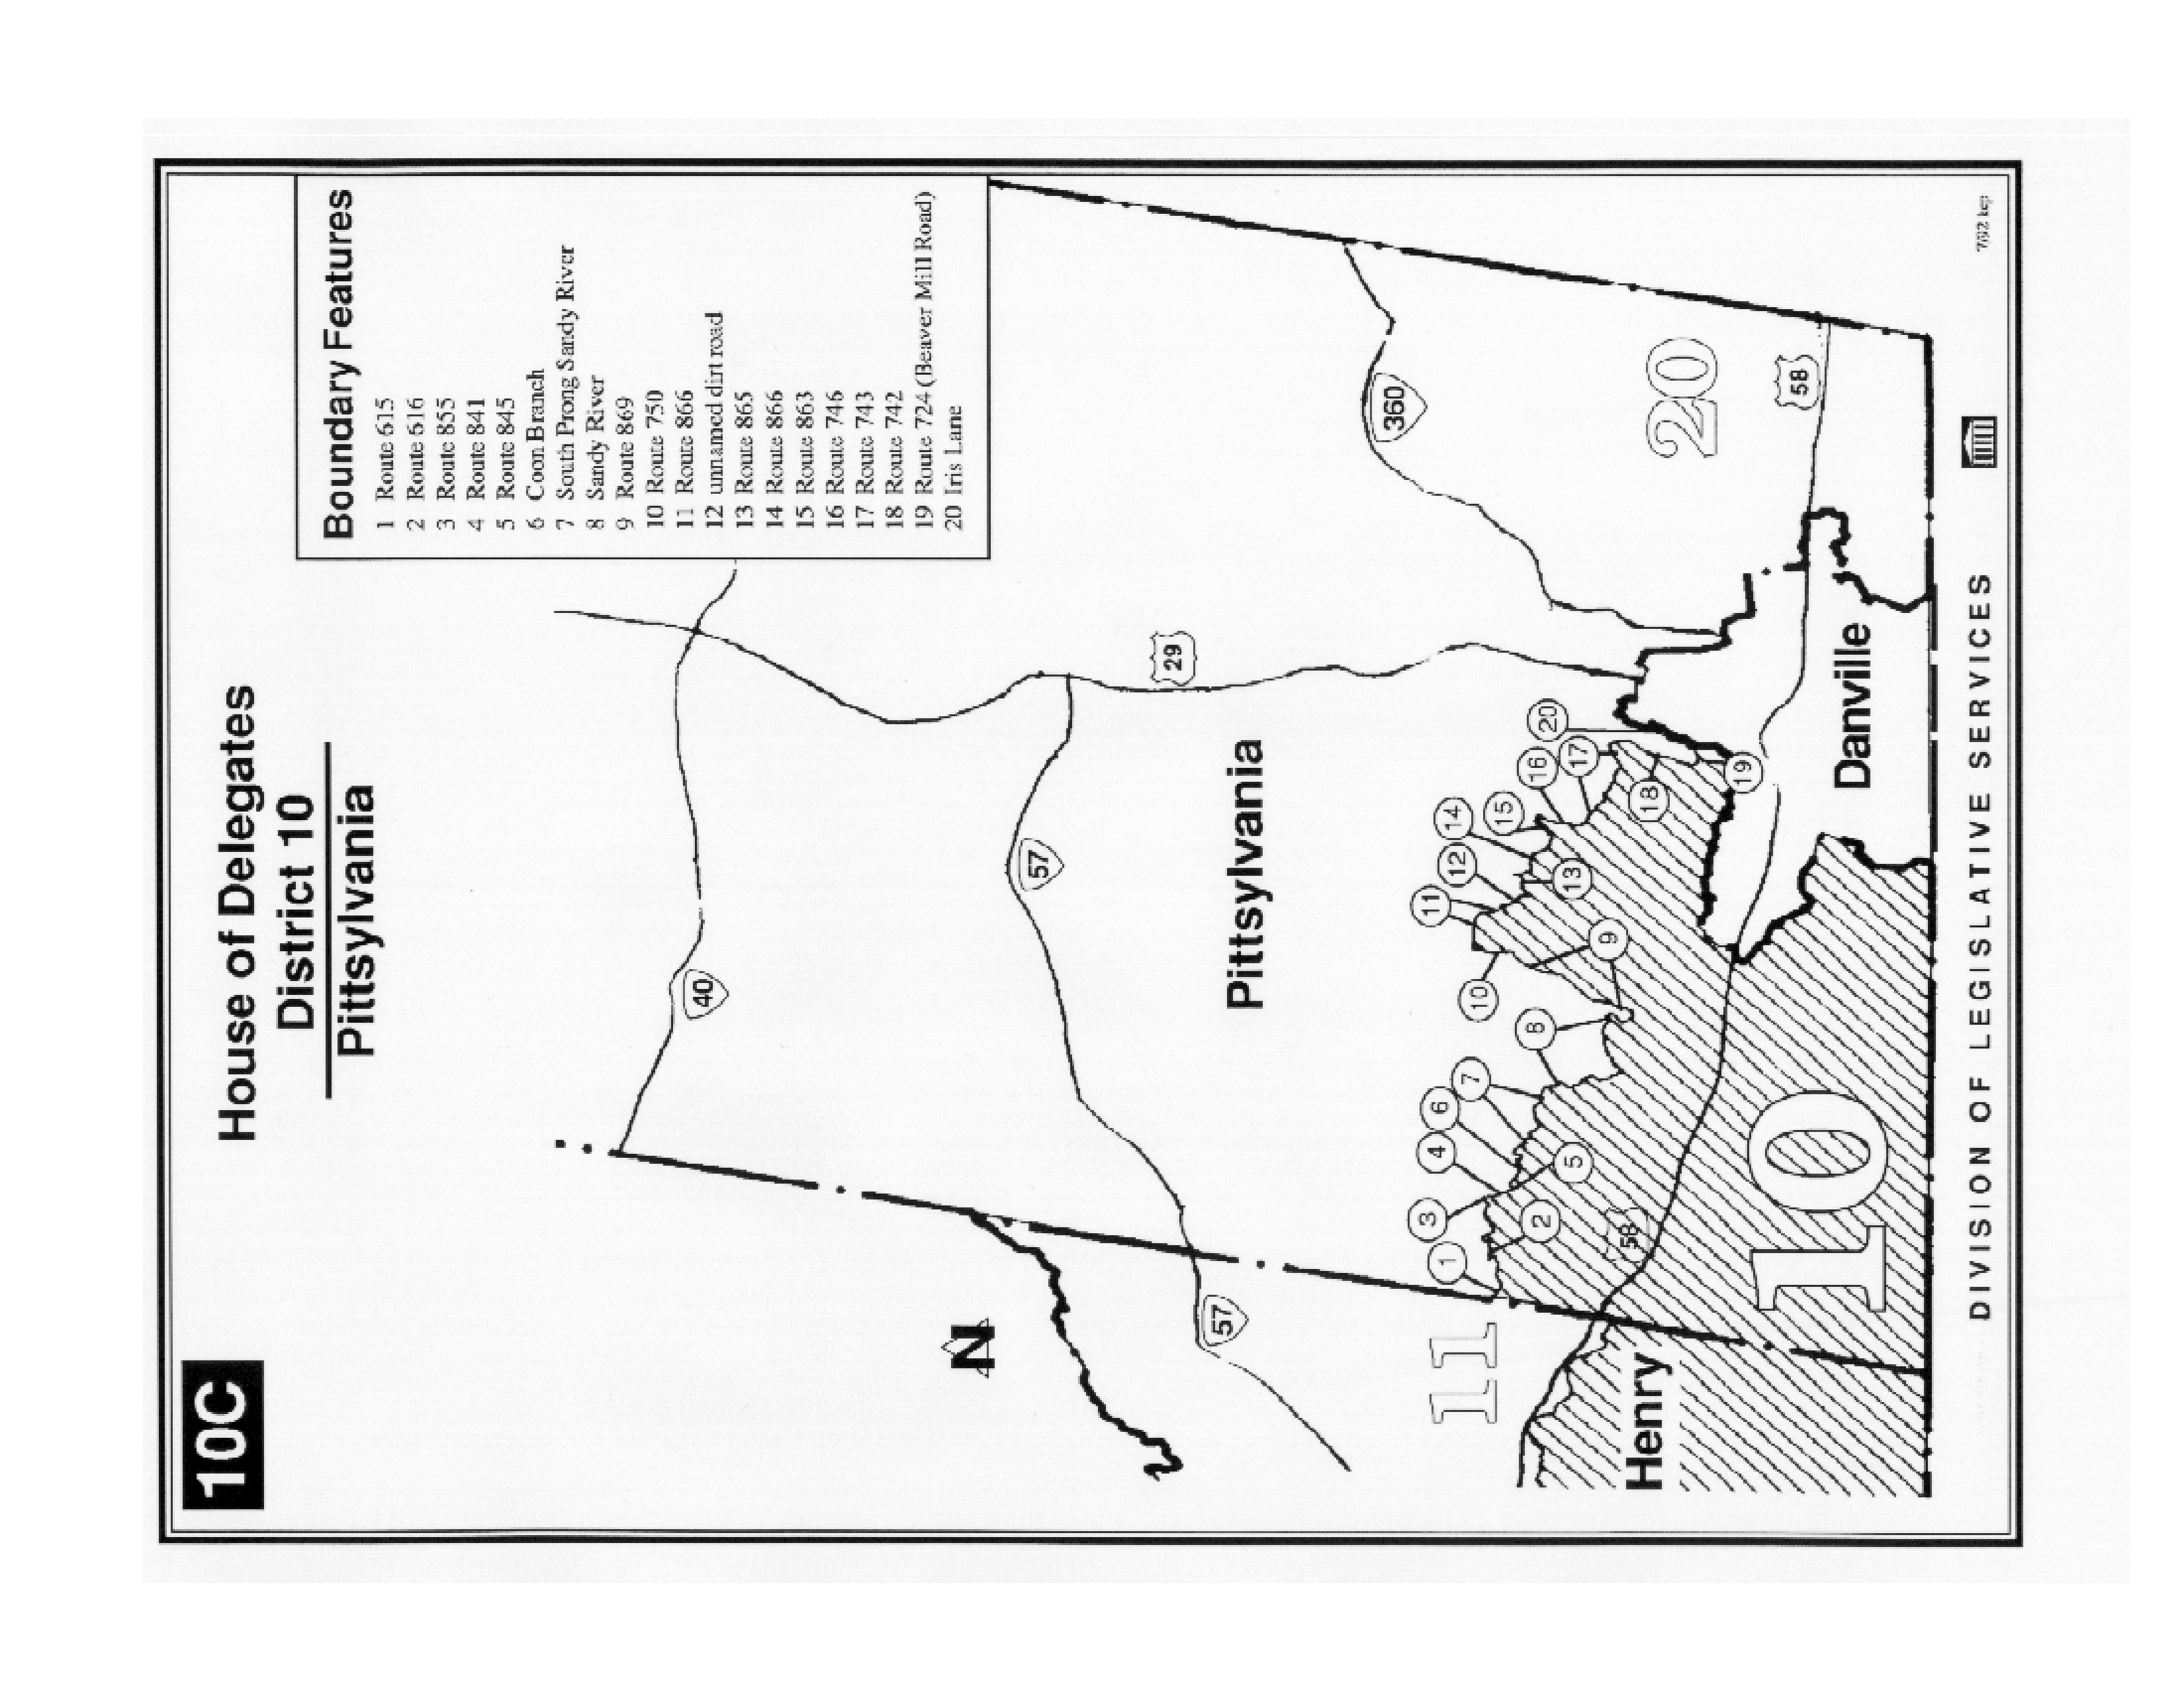 10C
House of Delegates
District 10
Pittsylvania
Boundary Features
1 Route 615
2 Route 616
3 Route 855
4 Route 841
5 Route 845
6 Coon Branch
7 South Prong Sandy River
8 Sandy River
9 Route 869
10 Route 750
11 Route 866
12 unnamed dirt road
13 Route 865
14 Route 866
15 Route 863
16 Route 746
17 Route 743
18 Route 742
19 Route 724 (Beaver Mill Road)
20 Iris Lane
40
N
57
29
57
Pittsylvania
360
11
1
2
3
4
5
6
7
8
9
10
11
12
13
14
15
16
17
18
19
20
20
58
58
Henry
10
Danville
DIVISION OF LEGISLATIVE SERVICES
7/92 kcp